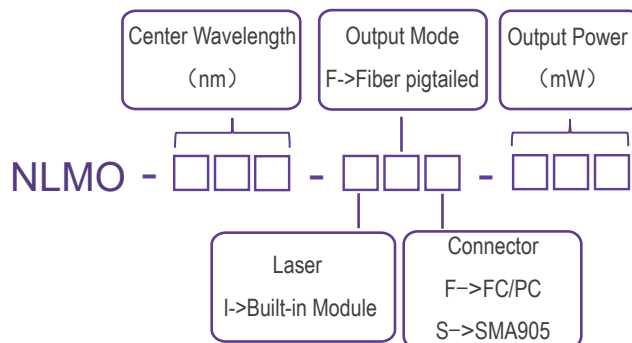 Center Wavelength
（nm）
Output Mode
F->Fiber pigtailed
Output Power
（mW）
NLMO - □□□ - □□□ - □□□
Laser
I->Built-in Module
Connector
F−>FC/PC
S−>SMA905